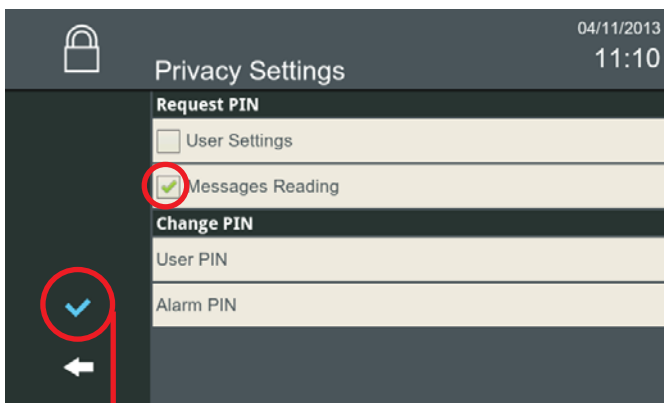 04/11/2013
11:10
Privacy Settings
Request PIN
User Settings
Messages Reading
Change PIN
User PIN
Alarm PIN